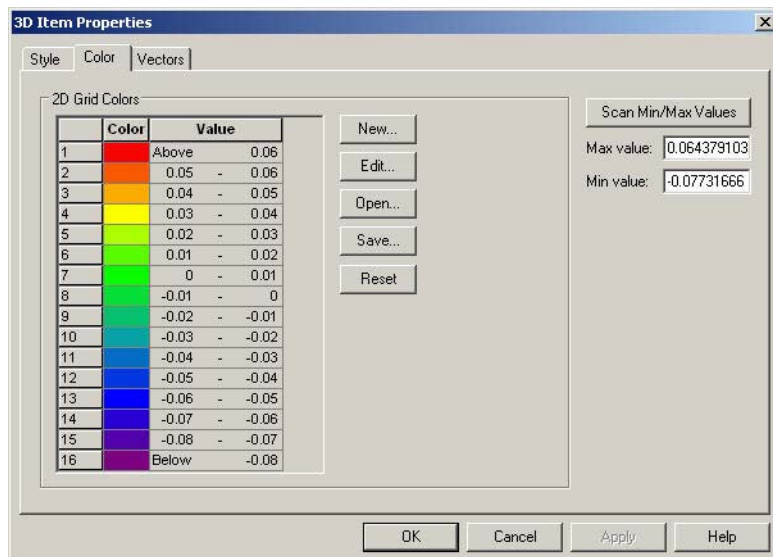 3D Item Properties
Style Color Vectors
2D Grid Colors
Color Value
1 Above 0.06
2 0.05 - 0.06
3 0.04 - 0.05
4 0.03 - 0.04
5 0.02 - 0.03
6 0.01 - 0.02
7 0 - 0.01
8 -0.01 - 0
9 -0.02 - -0.01
10 -0.03 - -0.02
11 -0.04 - -0.03
12 -0.05 - -0.04
13 -0.06 - -0.05
14 -0.07 - -0.06
15 -0.08 - -0.07
16 Below -0.08
New...
Edit...
Open...
Save...
Reset
Scan Min/Max Values
Max value: 0.064379103
Min value: -0.07731666
OK Cancel Apply Help